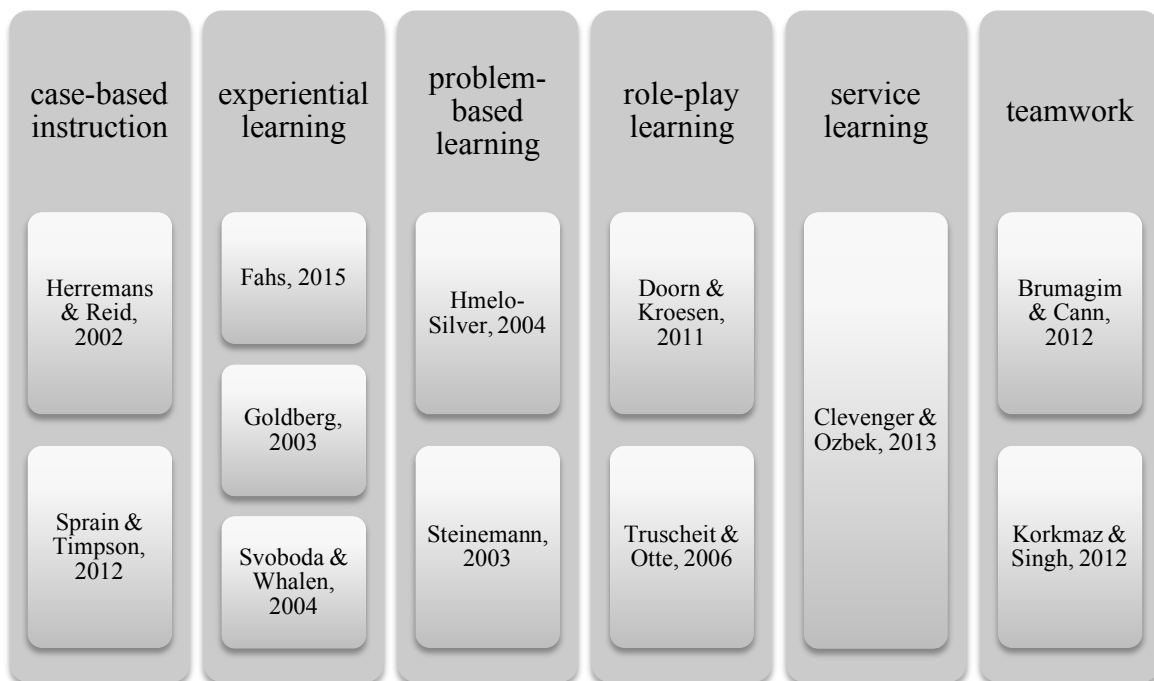 case-based
instruction
Herremans
& Reid,
2002
Sprain &
Timpson,
2012
experiential
learning
Fahs, 2015
Goldberg,
2003
Svoboda &
Whalen,
2004
problem-
based
learning
Hmelo-
Silver, 2004
Steinemann,
2003
role-play
learning
Doorn &
Kroesen,
2011
Truscheit &
Otte, 2006
service
learning
Clevenger &
Ozbek, 2013
teamwork
Brumagim
& Cann,
2012
Korkmaz &
Singh, 2012